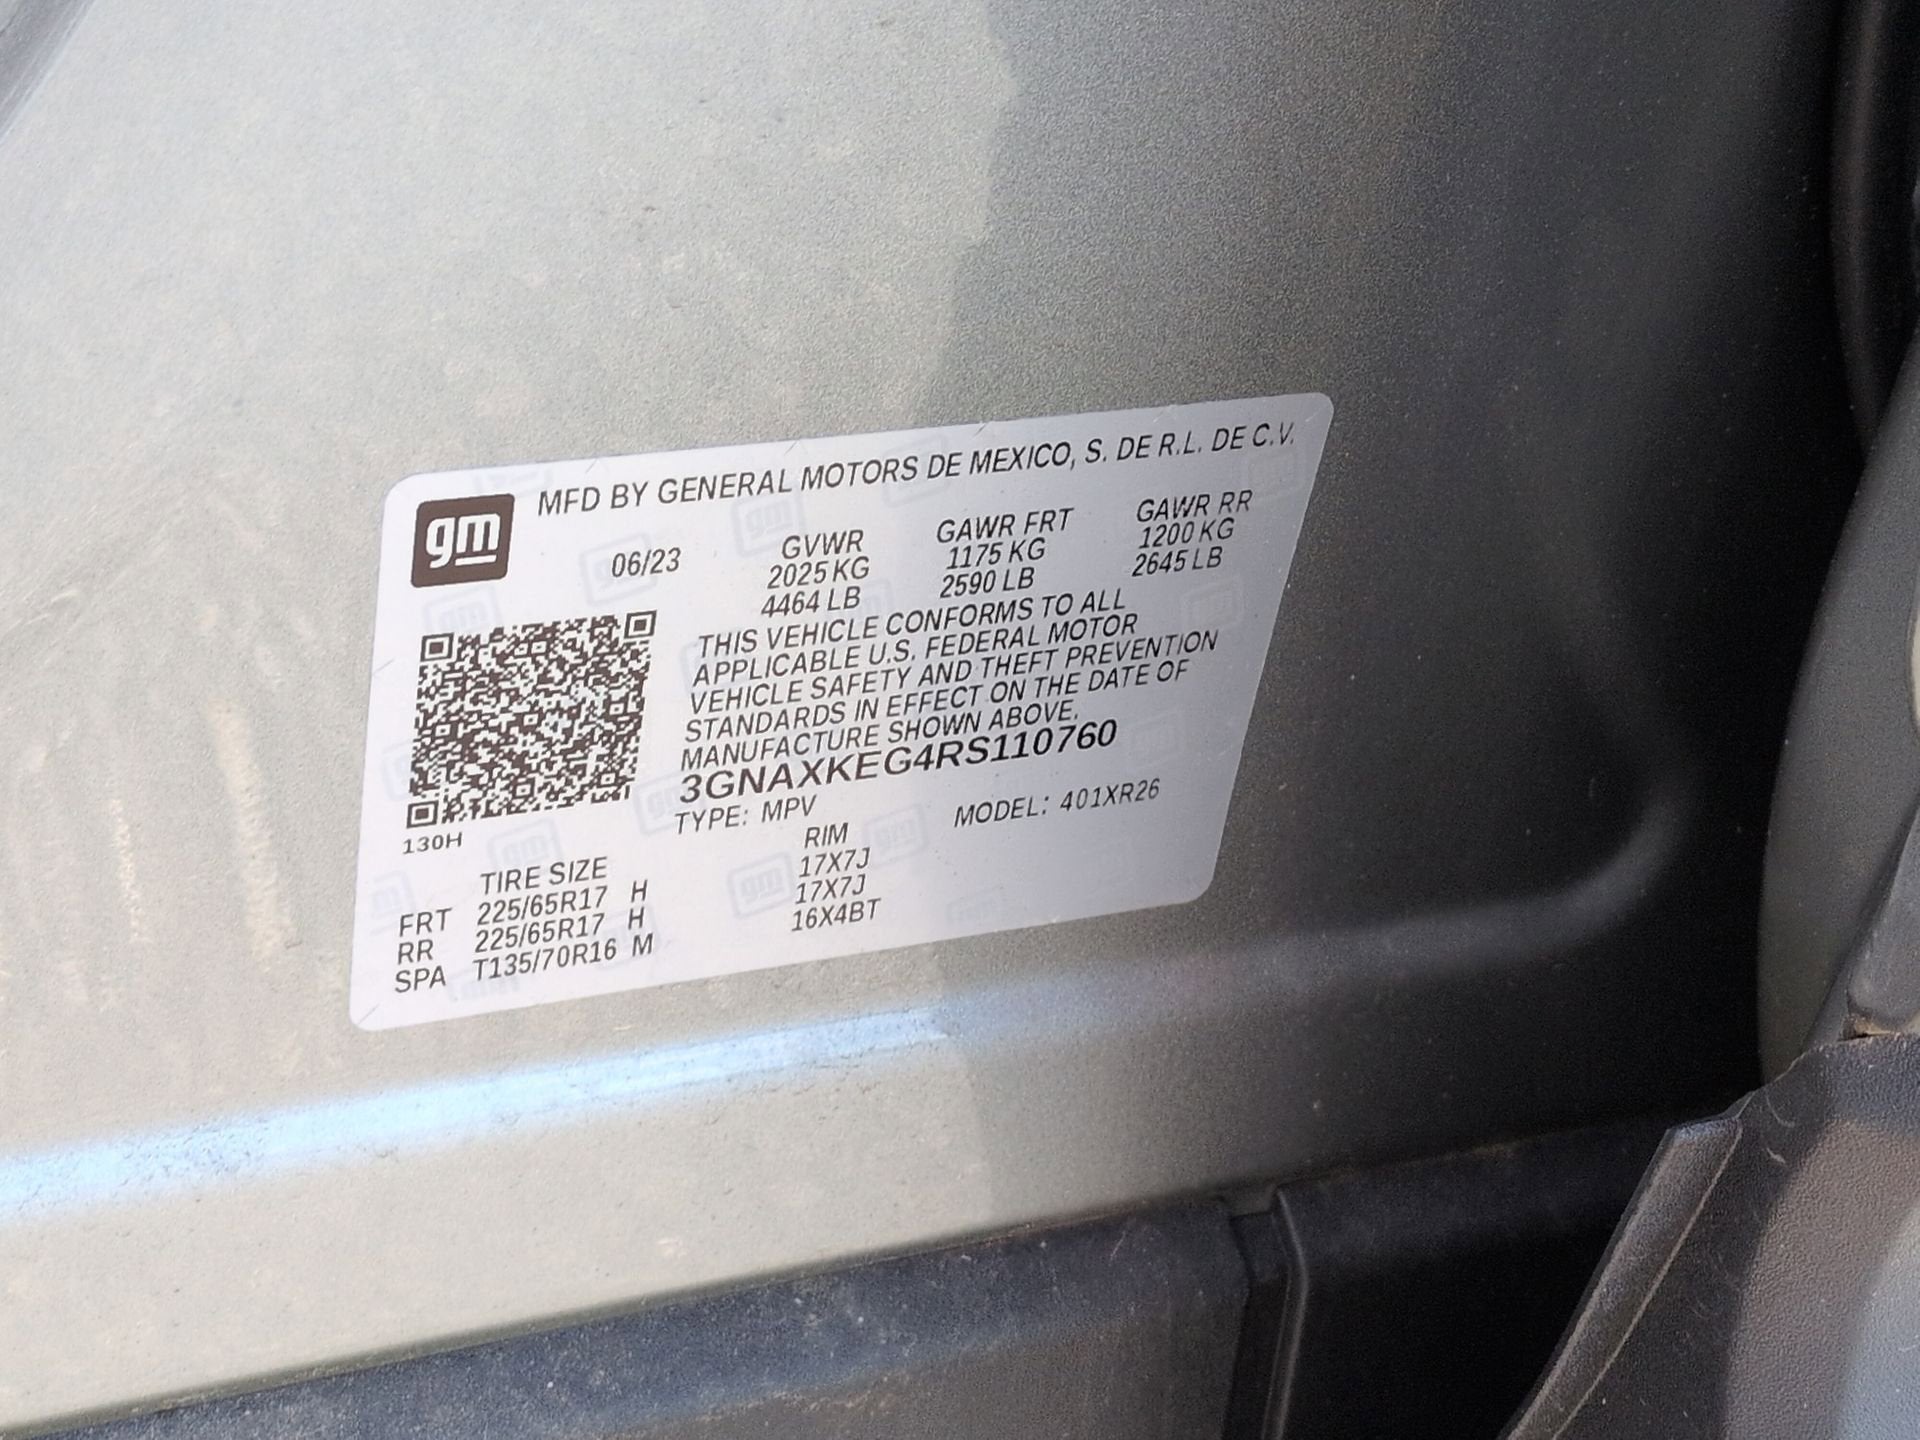 gm
MFD BY GENERAL MOTORS DE MEXICO, S. DE R.L. DE C.V.
06/23 GVWR GAWR FRT GAWR RR
2025 KG 1175 KG 1200 KG
4464 LB 2590 LB 2645 LB
THIS VEHICLE CONFORMS TO ALL
APPLICABLE U.S. FEDERAL MOTOR
VEHICLE SAFETY AND THEFT PREVENTION
STANDARDS IN EFFECT ON THE DATE OF
MANUFACTURE SHOWN ABOVE.
3GNAXKEG4RS110760
TYPE: MPV MODEL: 401XR26
130H
TIRE SIZE RIM
FRT 225/65R17 H 17X7J
RR 225/65R17 H 17X7J
SPA T135/70R16 M 16X4BT